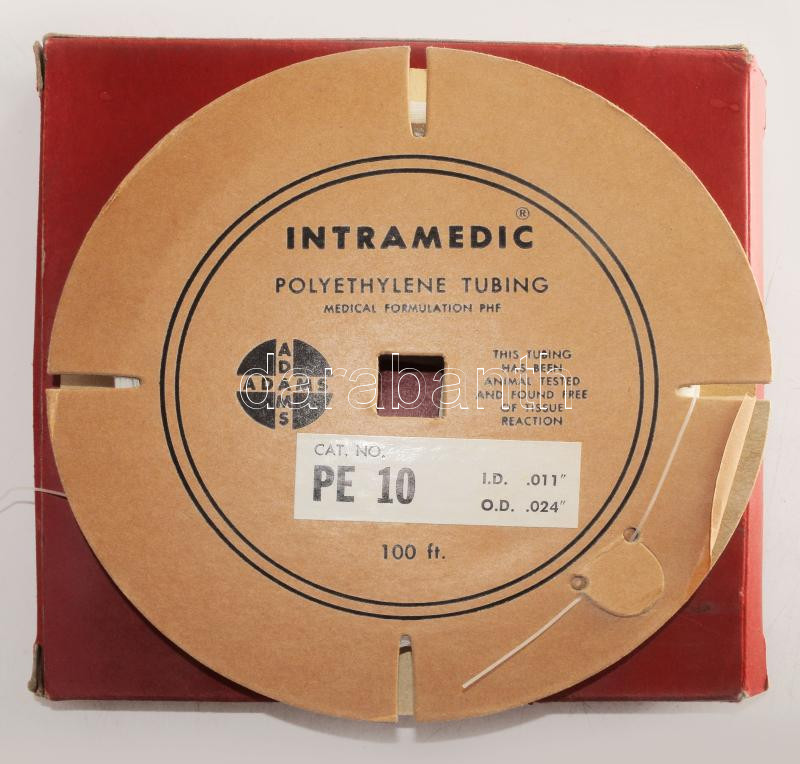 INTRAMEDIC ®
POLYETHYLENE TUBING
MEDICAL FORMULATION PHF
ADAMS
ADAMS
THIS TUBING
HAS BEEN
ANIMAL TESTED
AND FOUND FREE
OF TISSUE
REACTION
darabanth
CAT. NO.
PE 10
I.D. .011"
O.D. .024"
100 ft.